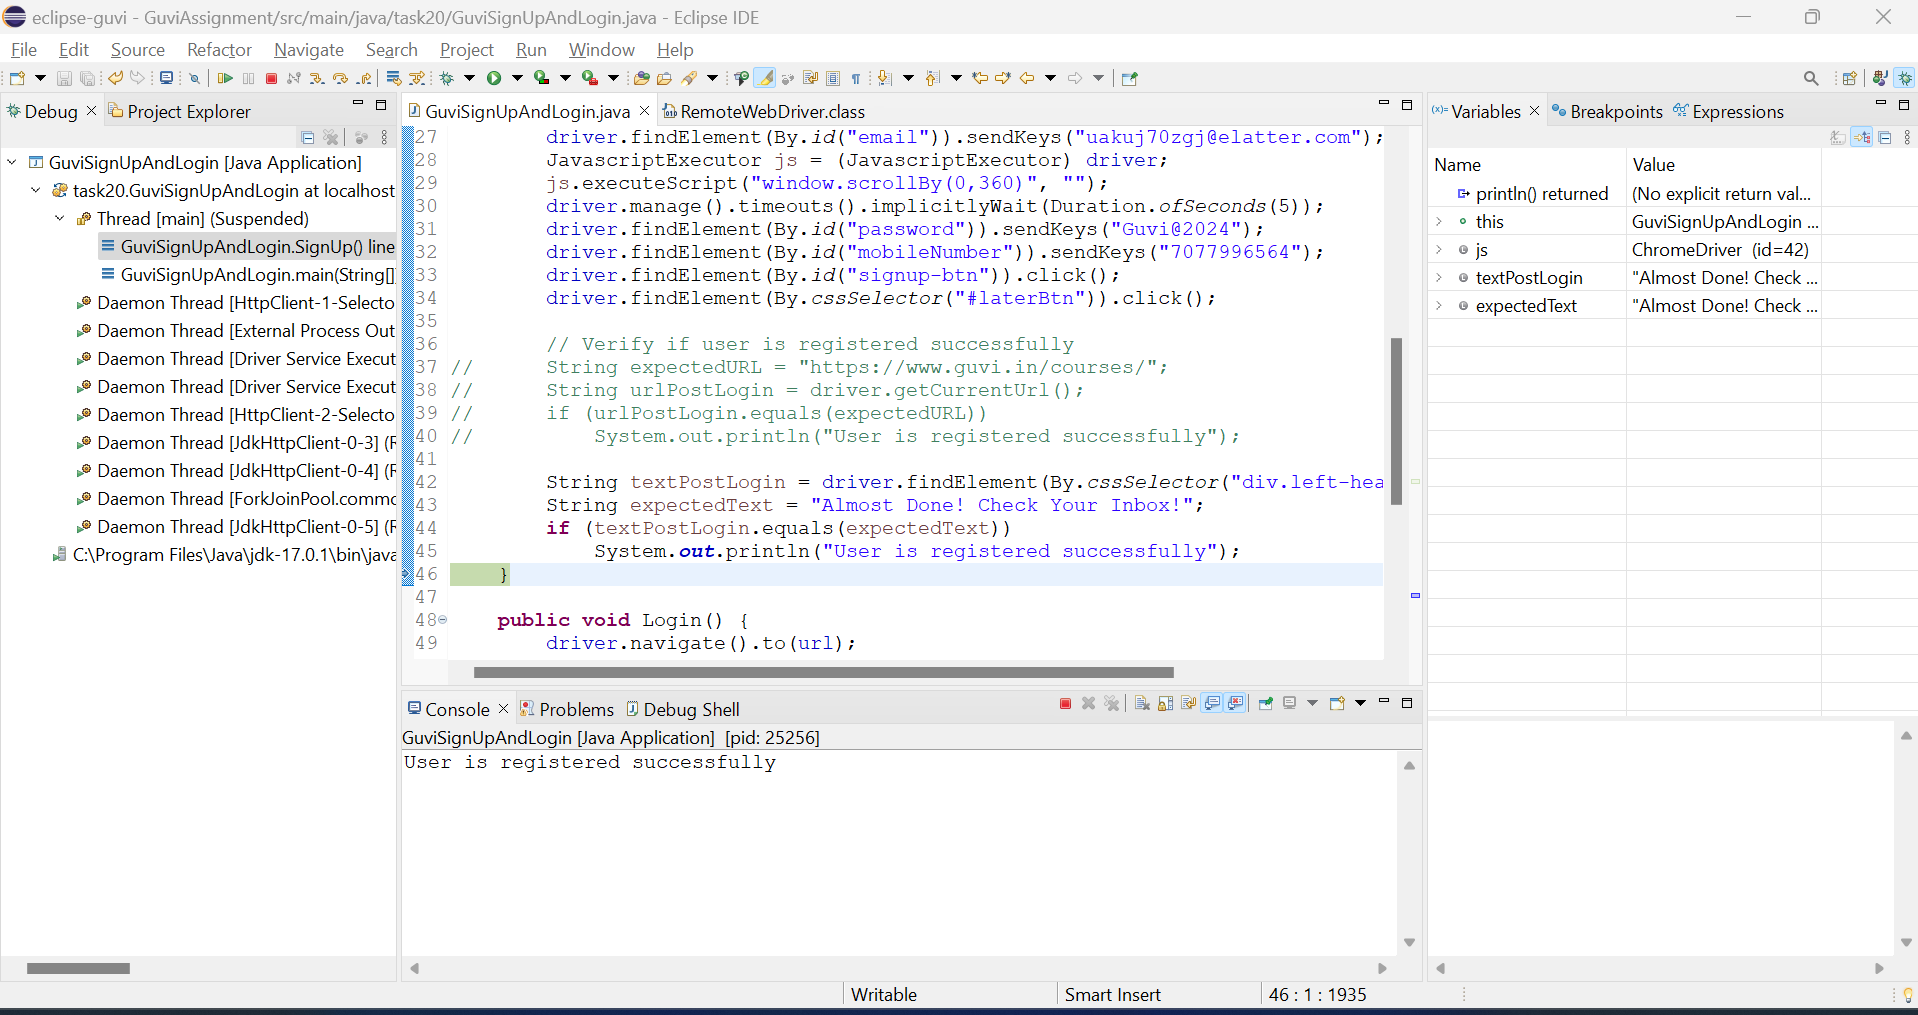 eclipse-guvi - GuviAssignment/src/main/java/task20/GuviSignUpAndLogin.java - Eclipse IDE
File Edit Source Refactor Navigate Search Project Run Window Help
Debug Project Explorer
GuviSignUpAndLogin [Java Application]
task20.GuviSignUpAndLogin at localhost
Thread [main] (Suspended)
GuviSignUpAndLogin.SignUp() line
GuviSignUpAndLogin.main(String[]
Daemon Thread [HttpClient-1-Selecto
Daemon Thread [External Process Out
Daemon Thread [Driver Service Execut
Daemon Thread [Driver Service Execut
Daemon Thread [HttpClient-2-Selecto
Daemon Thread [JdkHttpClient-0-3] (R
Daemon Thread [JdkHttpClient-0-4] (R
Daemon Thread [ForkJoinPool.commo
Daemon Thread [JdkHttpClient-0-5] (R
C:\Program Files\Java\jdk-17.0.1\bin\java
GuviSignUpAndLogin.java RemoteWebDriver.class
27 driver.findElement(By.id("email")).sendKeys("uakuj70zgj@elatter.com");
28 JavascriptExecutor js = (JavascriptExecutor) driver;
29 js.executeScript("window.scrollBy(0,360)", "");
30 driver.manage().timeouts().implicitlyWait(Duration.ofSeconds(5));
31 driver.findElement(By.id("password")).sendKeys("Guvi@2024");
32 driver.findElement(By.id("mobileNumber")).sendKeys("7077996564");
33 driver.findElement(By.id("signup-btn")).click();
34 driver.findElement(By.cssSelector("#laterBtn")).click();
35
36 // Verify if user is registered successfully
37 // String expectedURL = "https://www.guvi.in/courses/";
38 // String urlPostLogin = driver.getCurrentUrl();
39 // if (urlPostLogin.equals(expectedURL))
40 // System.out.println("User is registered successfully");
41
42 String textPostLogin = driver.findElement(By.cssSelector("div.left-hea
43 String expectedText = "Almost Done! Check Your Inbox!";
44 if (textPostLogin.equals(expectedText))
45 System.out.println("User is registered successfully");
46 }
47
48 public void Login() {
49 driver.navigate().to(url);
Console Problems Debug Shell
GuviSignUpAndLogin [Java Application] [pid: 25256]
User is registered successfully
Variables Breakpoints Expressions
Name Value
println() returned (No explicit return val...
this GuviSignUpAndLogin ...
js ChromeDriver (id=42)
textPostLogin "Almost Done! Check ...
expectedText "Almost Done! Check ...
Writable Smart Insert 46 : 1 : 1935